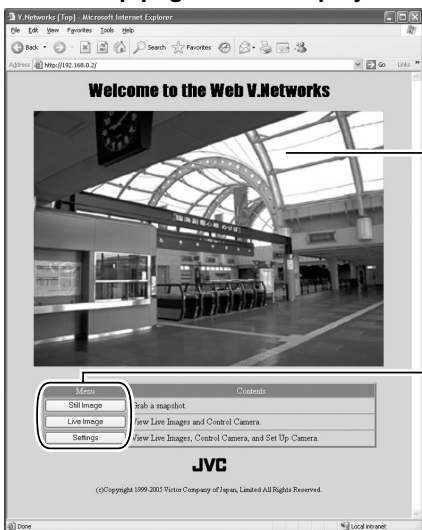 V.Networks [Top] - Microsoft Internet Explorer
File Edit View Favorites Tools Help
Back Search Favorites
Address http://192.168.0.2/ Go Links »
Welcome to the Web V.Networks
Menu Contents
Still Image Grab a snapshot.
Live Image View Live Images and Control Camera.
Settings View Live Images, Control Camera, and Set Up Camera.
JVC
(c)Copyright 1999-2005 Victor Company of Japan, Limited All Rights Reserved.
Done Local intranet